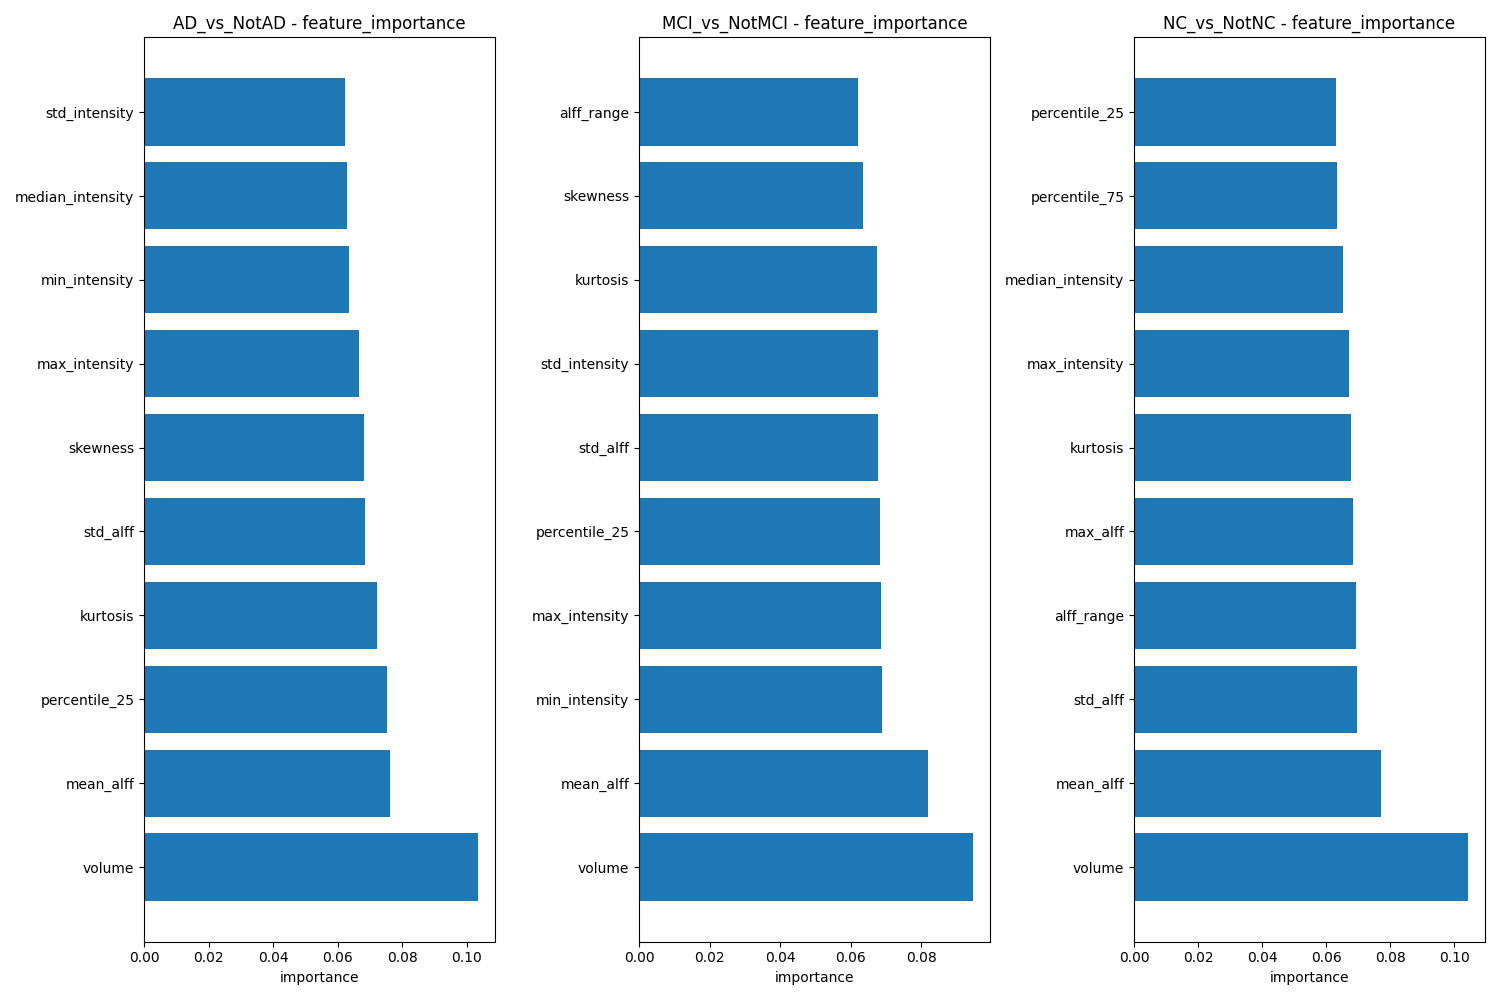 AD_vs_NotAD - feature_importance
std_intensity
median_intensity
min_intensity
max_intensity
skewness
std_alff
kurtosis
percentile_25
mean_alff
volume
0.00 0.02 0.04 0.06 0.08 0.10
importance
MCI_vs_NotMCI - feature_importance
alff_range
skewness
kurtosis
std_intensity
std_alff
percentile_25
max_intensity
min_intensity
mean_alff
volume
0.00 0.02 0.04 0.06 0.08
importance
NC_vs_NotNC - feature_importance
percentile_25
percentile_75
median_intensity
max_intensity
kurtosis
max_alff
alff_range
std_alff
mean_alff
volume
0.00 0.02 0.04 0.06 0.08 0.10
importance